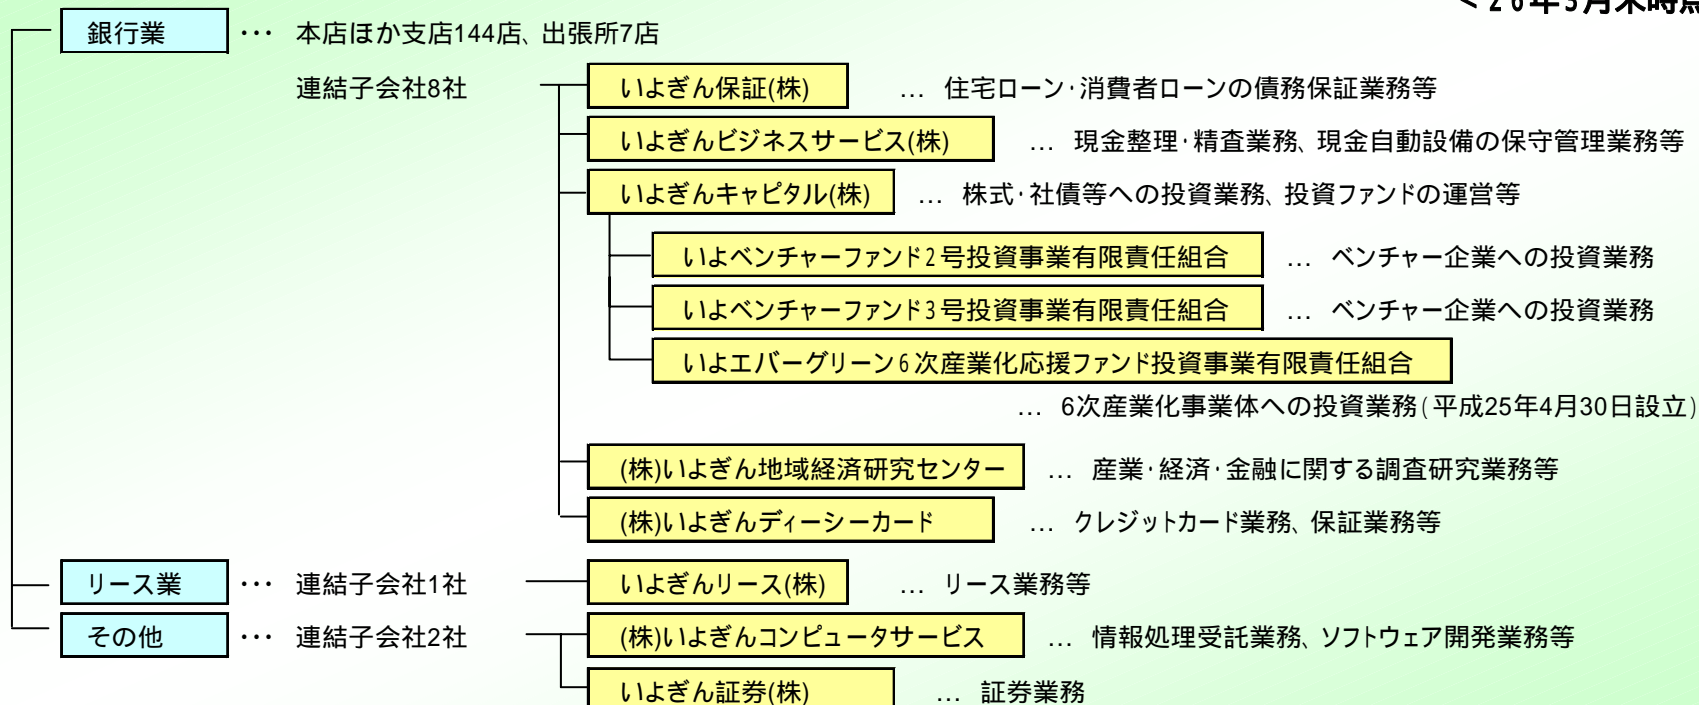 <26年3月末時点
銀行業 ・・・ 本店ほか支店144店、出張所7店
連結子会社8社 いよぎん保証(株) … 住宅ローン・消費者ローンの債務保証業務等
いよぎんビジネスサービス(株) … 現金整理・精査業務、現金自動設備の保守管理業務等
いよぎんキャピタル(株) … 株式・社債等への投資業務、投資ファンドの運営等
いよベンチャーファンド2号投資事業有限責任組合 … ベンチャー企業への投資業務
いよベンチャーファンド3号投資事業有限責任組合 … ベンチャー企業への投資業務
いよエバーグリーン6次産業化応援ファンド投資事業有限責任組合
… 6次産業化事業体への投資業務(平成25年4月30日設立)
(株)いよぎん地域経済研究センター … 産業・経済・金融に関する調査研究業務等
(株)いよぎんディーシーカード … クレジットカード業務、保証業務等
リース業 ・・・ 連結子会社1社 いよぎんリース(株) … リース業務等
その他 ・・・ 連結子会社2社 (株)いよぎんコンピュータサービス … 情報処理受託業務、ソフトウェア開発業務等
いよぎん証券(株) … 証券業務